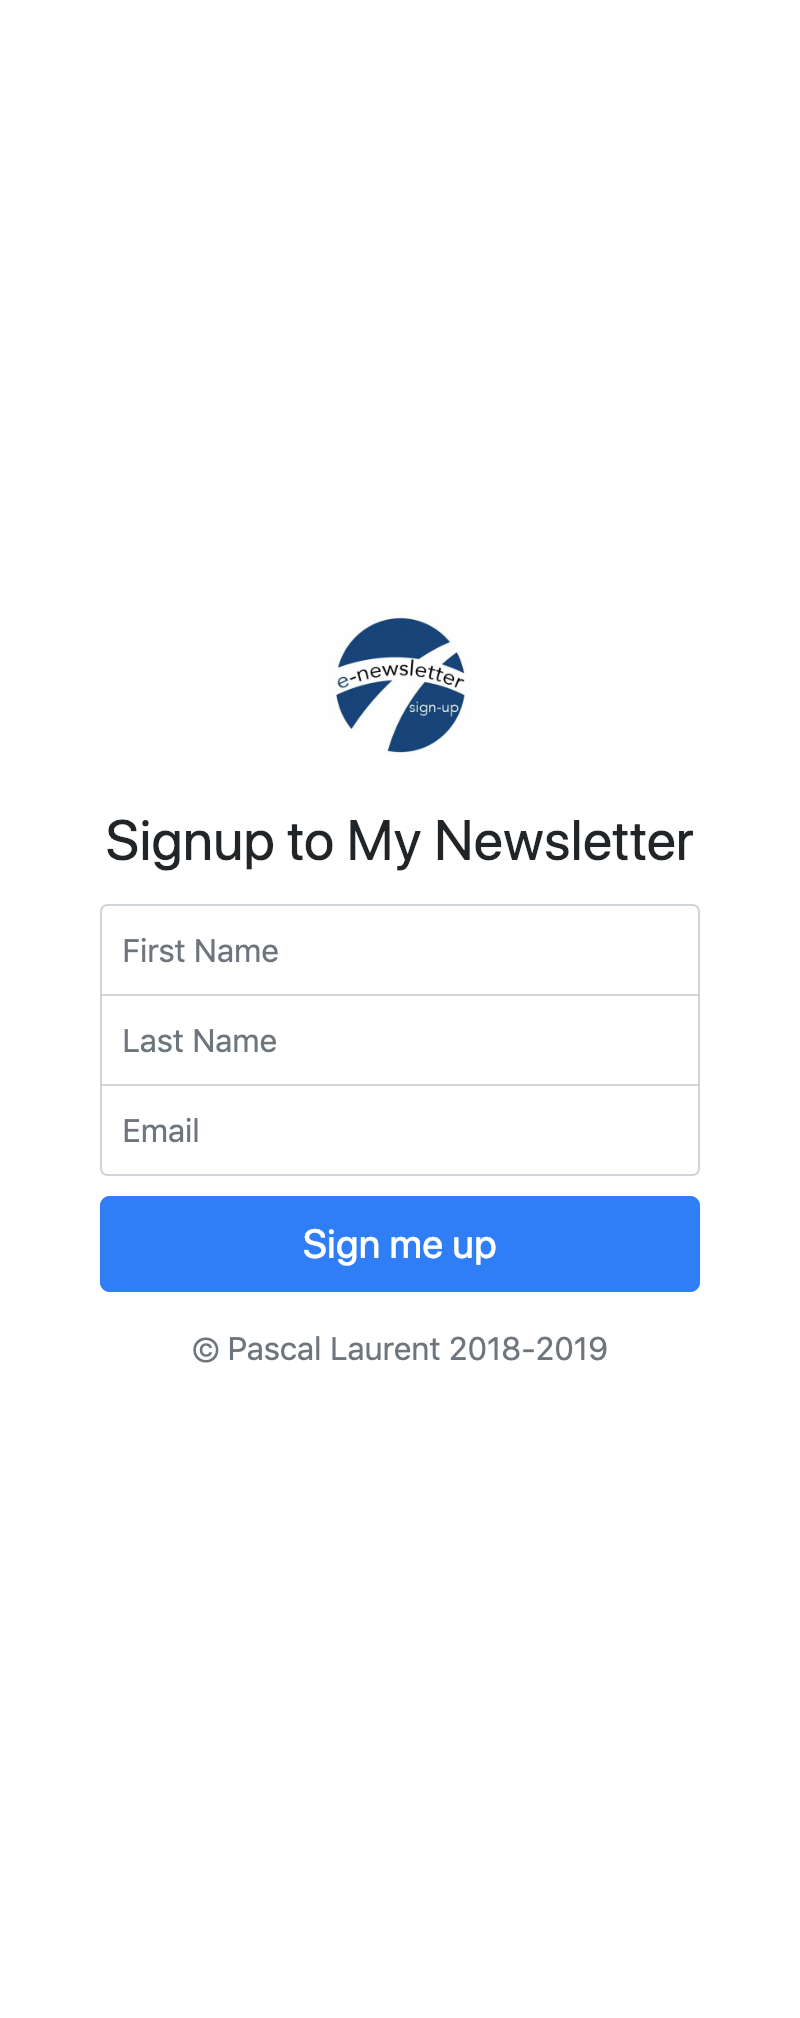 e-newsletter
sign-up
Signup to My Newsletter
First Name
Last Name
Email
Sign me up
© Pascal Laurent 2018-2019